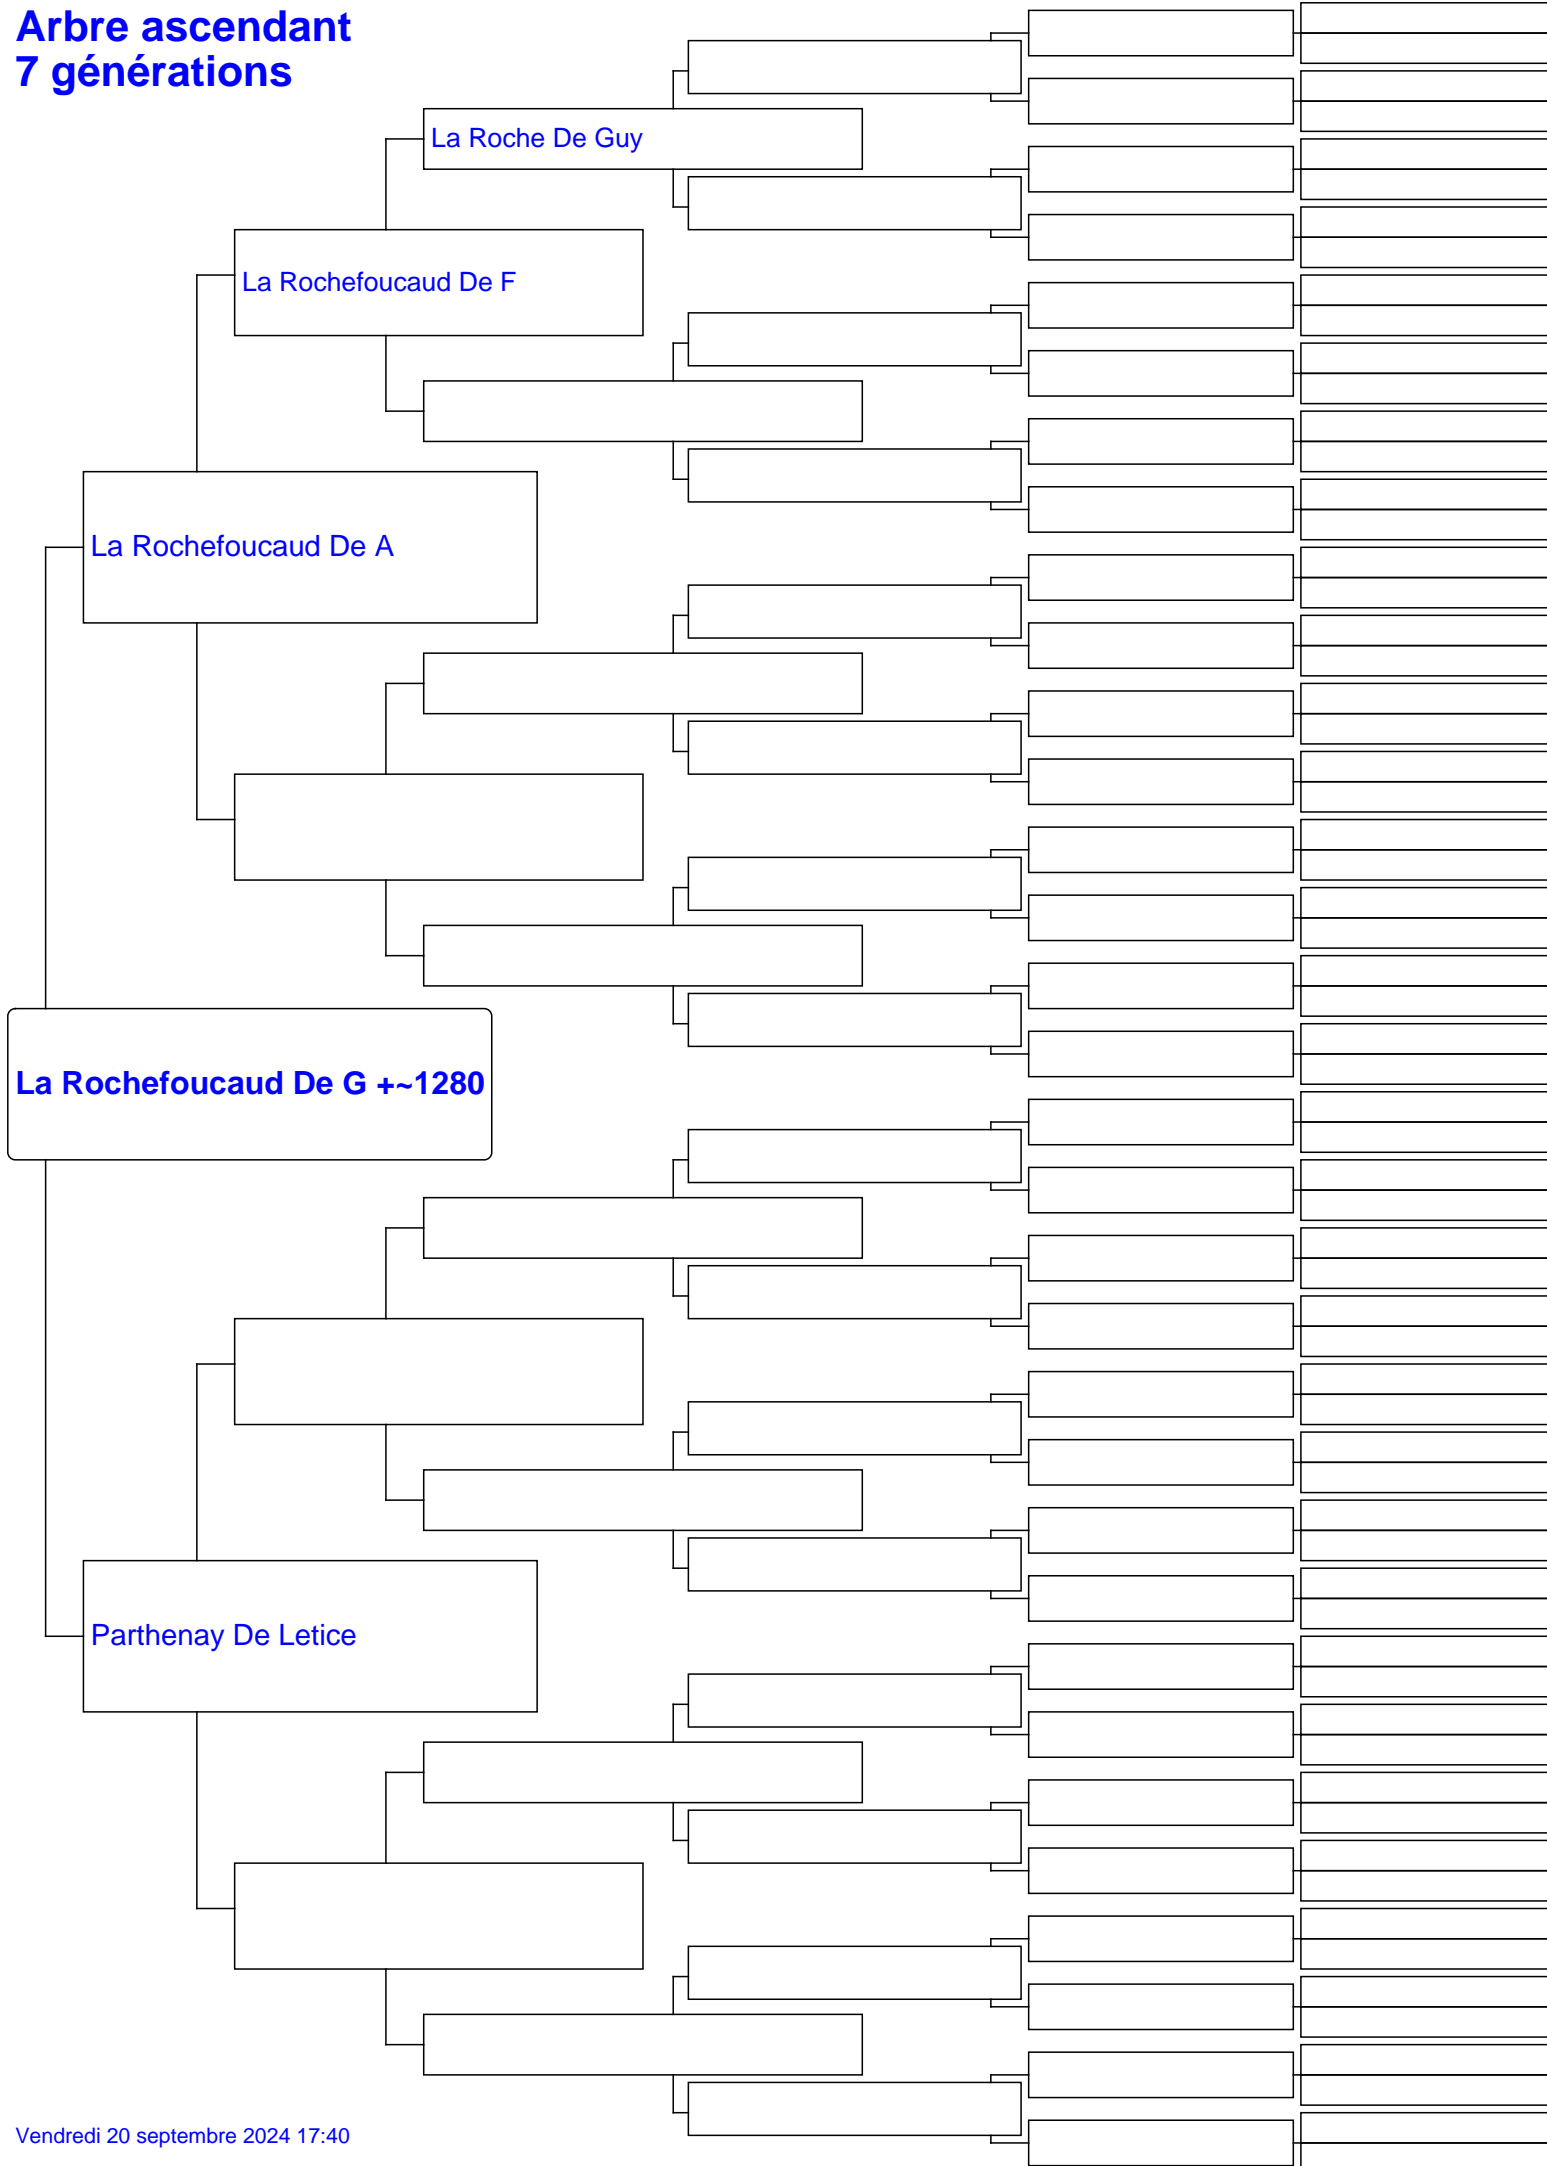 Arbre ascendant
7 générations
La Roche De Guy
La Rochefoucaud De F
La Rochefoucaud De A
La Rochefoucaud De G +~1280
Parthenay De Letice
Vendredi 20 septembre 2024 17:40